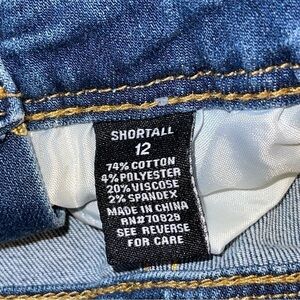 SHORTALL
12
74% COTTON
4% POLYESTER
20% VISCOSE
2% SPANDEX
MADE IN CHINA
RN#70829
SEE REVERSE
FOR CARE